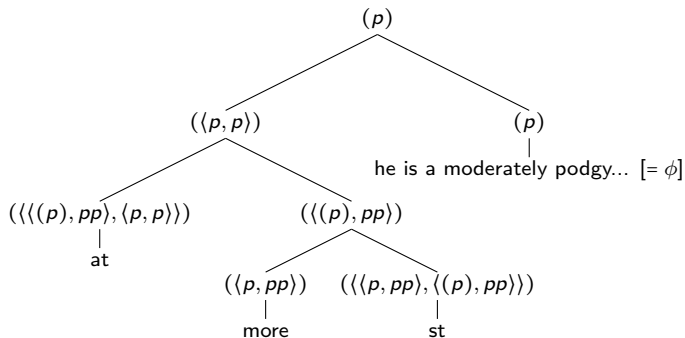 (p)
(⟨p, p⟩) (p)
he is a moderately podgy... [= ϕ]
(⟨⟨(p), pp⟩, ⟨p, p⟩⟩) (⟨(p), pp⟩)
at
(⟨p, pp⟩) (⟨⟨p, pp⟩, ⟨(p), pp⟩⟩)
more st